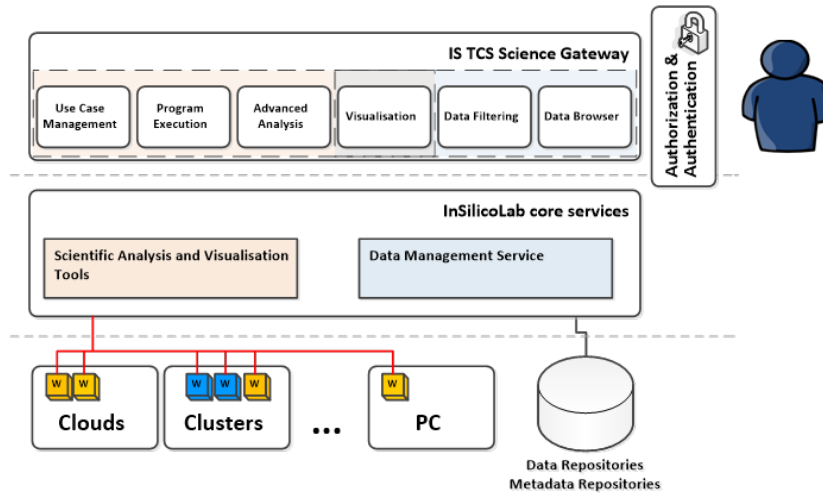 IS TCS Science Gateway
Authorization &
Authentication
Use Case
Management
Program
Execution
Advanced
Analysis
Visualisation
Data Filtering
Data Browser
InSilicoLab core services
Scientific Analysis and Visualisation
Tools
Data Management Service
W
W
W
W
W
W
Clouds
Clusters
...
PC
Data Repositories
Metadata Repositories